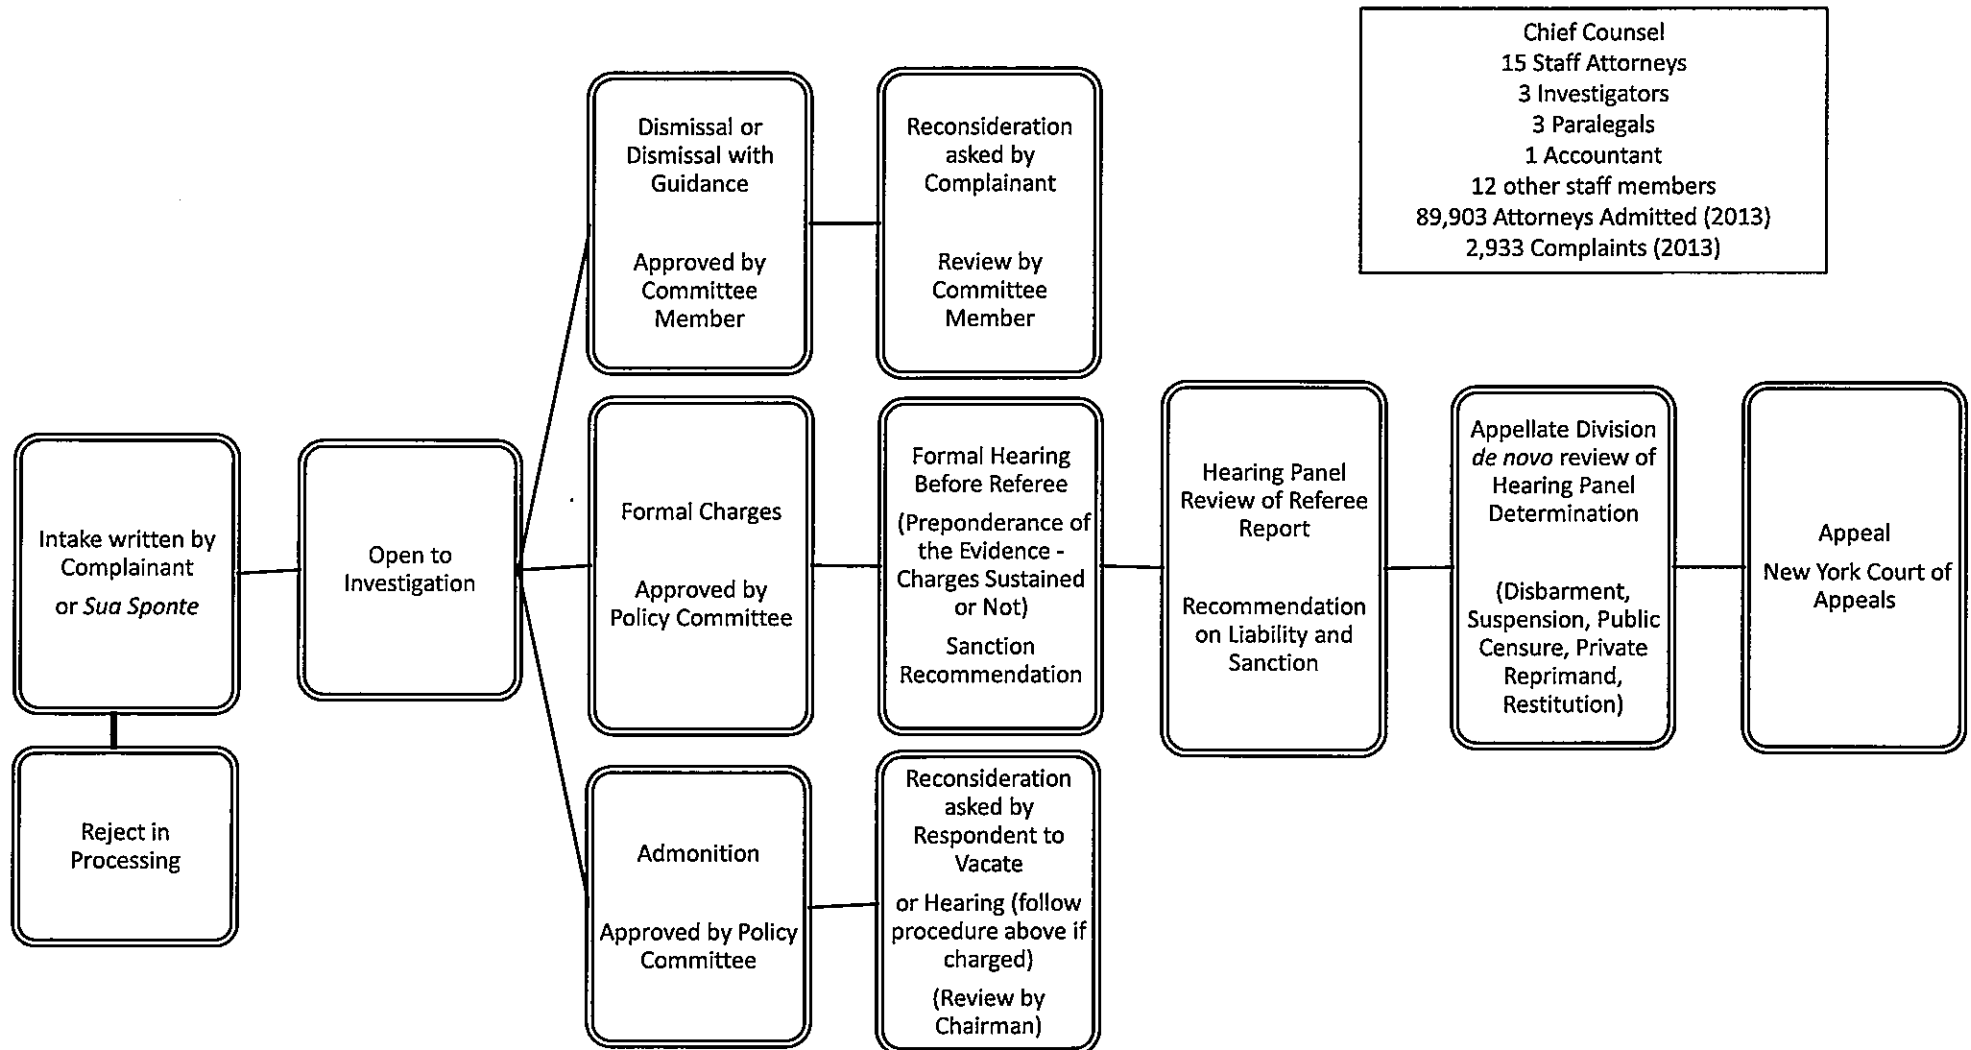 Chief Counsel
15 Staff Attorneys
3 Investigators
3 Paralegals
1 Accountant
12 other staff members
89,903 Attorneys Admitted (2013)
2,933 Complaints (2013)
Intake written by
Complainant
or Sua Sponte
Reject in
Processing
Open to
Investigation
Dismissal or
Dismissal with
Guidance
Approved by
Committee
Member
Reconsideration
asked by
Complainant
Review by
Committee
Member
Formal Charges
Approved by
Policy Committee
Formal Hearing
Before Referee
(Preponderance of
the Evidence -
Charges Sustained
or Not)
Sanction
Recommendation
Hearing Panel
Review of Referee
Report
Recommendation
on Liability and
Sanction
Appellate Division
de novo review of
Hearing Panel
Determination
(Disbarment,
Suspension, Public
Censure, Private
Reprimand,
Restitution)
Appeal
New York Court of
Appeals
Admonition
Approved by Policy
Committee
Reconsideration
asked by
Respondent to
Vacate
or Hearing (follow
procedure above if
charged)
(Review by
Chairman)